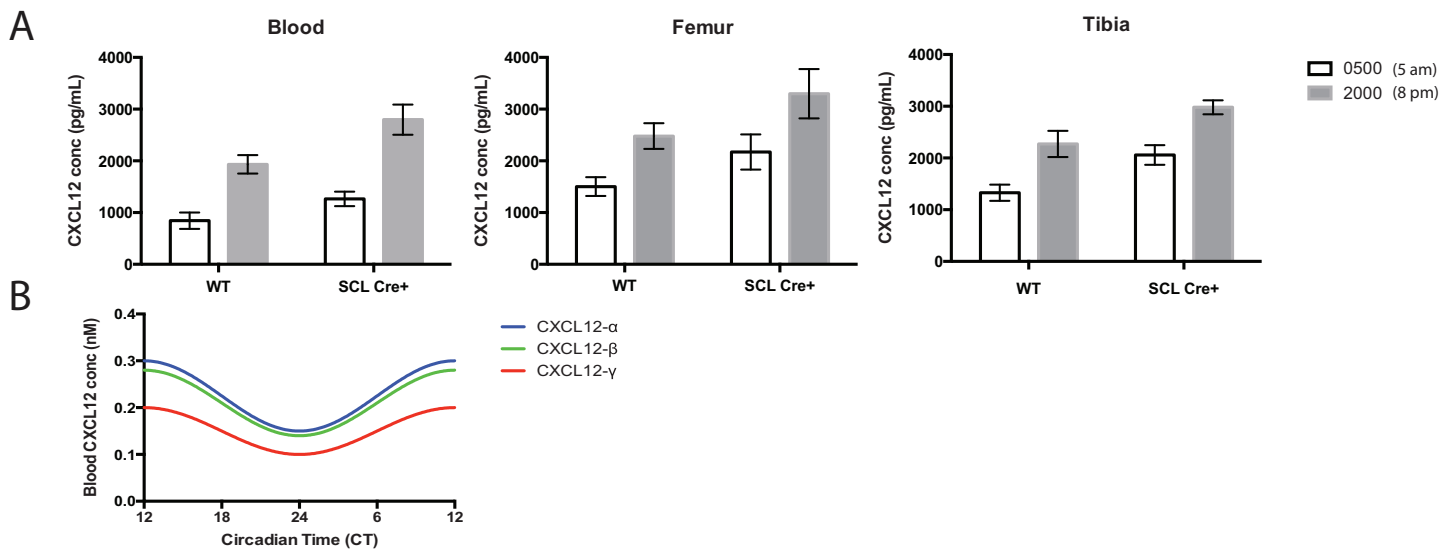 A
Blood
CXCL12 conc (pg/mL)
4000
3000
2000
1000
0
WT
SCL Cre+
Femur
CXCL12 conc (pg/mL)
4000
3000
2000
1000
0
WT
SCL Cre+
Tibia
CXCL12 conc (pg/mL)
4000
3000
2000
1000
0
WT
SCL Cre+
0500 (5 am)
2000 (8 pm)
B
Blood CXCL12 conc (nM)
0.4
0.3
0.2
0.1
0.0
12 18 24 6 12
Circadian Time (CT)
CXCL12-α
CXCL12-β
CXCL12-γ